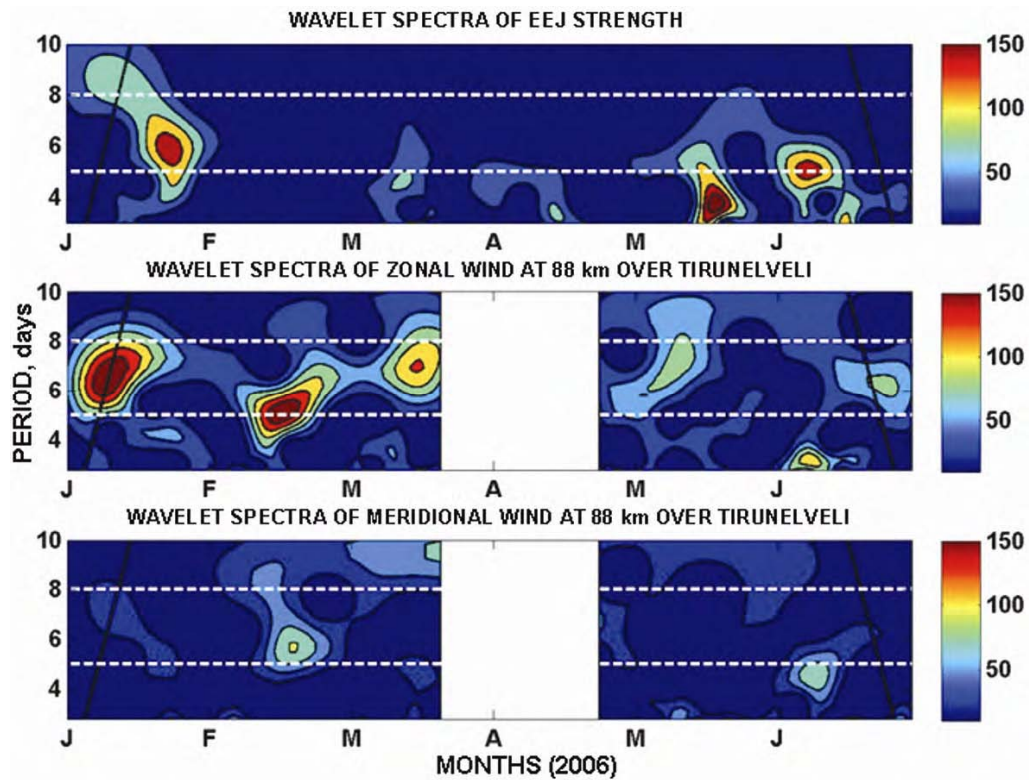 WAVELET SPECTRA OF EEJ STRENGTH
10
8
6
4
J F M A M J
150
100
50
WAVELET SPECTRA OF ZONAL WIND AT 88 km OVER TIRUNELVELI
10
8
6
4
J F M A M J
150
100
50
PERIOD, days
WAVELET SPECTRA OF MERIDIONAL WIND AT 88 km OVER TIRUNELVELI
10
8
6
4
J F M A M J
150
100
50
MONTHS (2006)